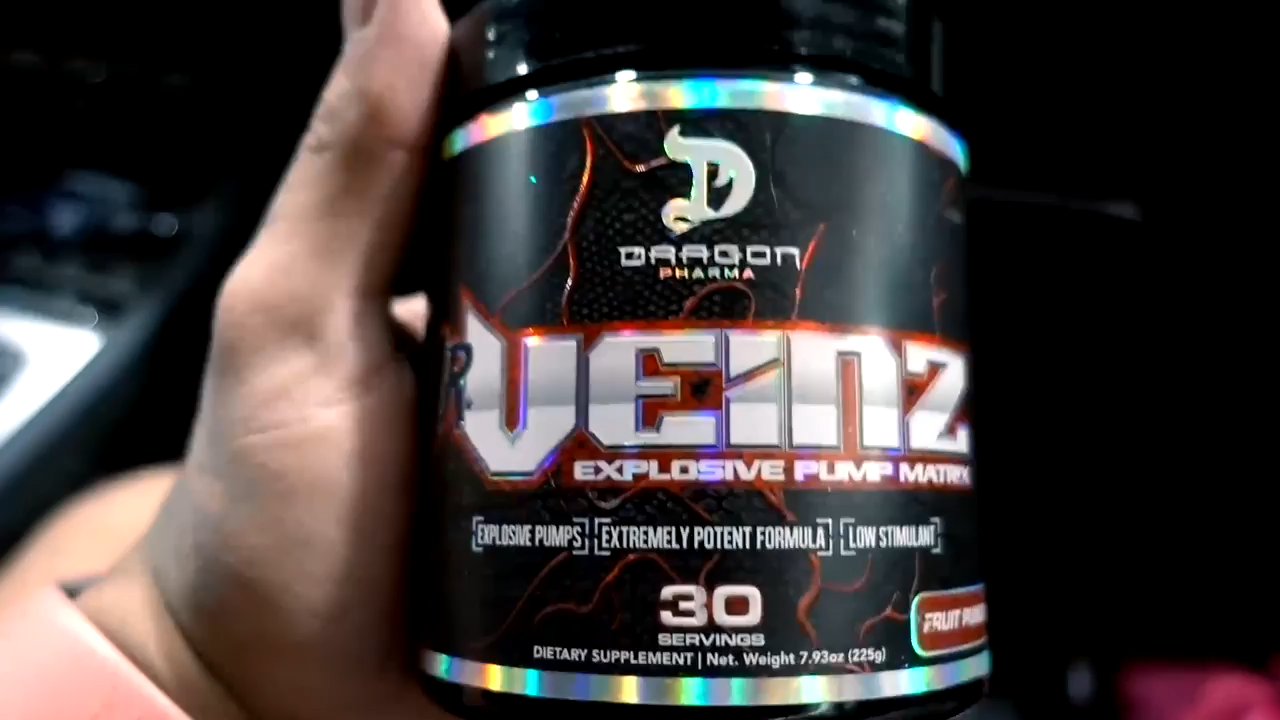 D
DRAGON
PHARMA
VEINZ
EXPLOSIVE PUMP MATRIX
EXPLOSIVE PUMPS EXTREMELY POTENT FORMULA LOW STIMULANT
30
SERVINGS
FRUIT
DIETARY SUPPLEMENT | Net. Weight 7.93oz (225g)